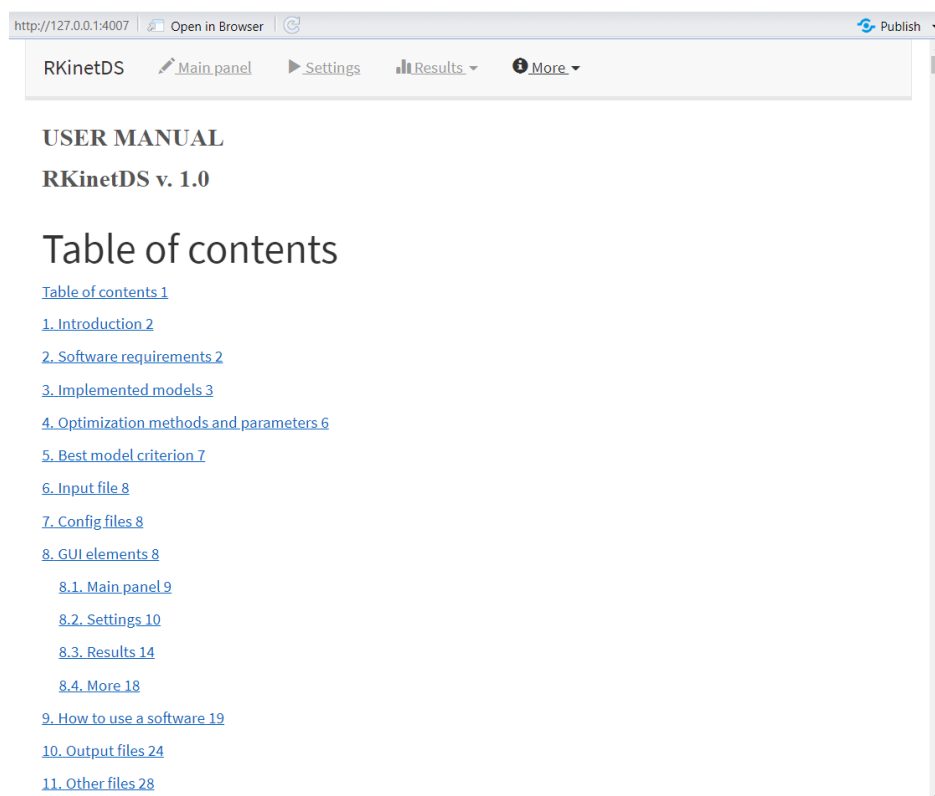 http://127.0.0.1:4007 Open in Browser Publish
RKinetDS Main panel Settings Results More
USER MANUAL
RKinetDS v. 1.0
Table of contents
Table of contents 1
1. Introduction 2
2. Software requirements 2
3. Implemented models 3
4. Optimization methods and parameters 6
5. Best model criterion 7
6. Input file 8
7. Config files 8
8. GUI elements 8
8.1. Main panel 9
8.2. Settings 10
8.3. Results 14
8.4. More 18
9. How to use a software 19
10. Output files 24
11. Other files 28